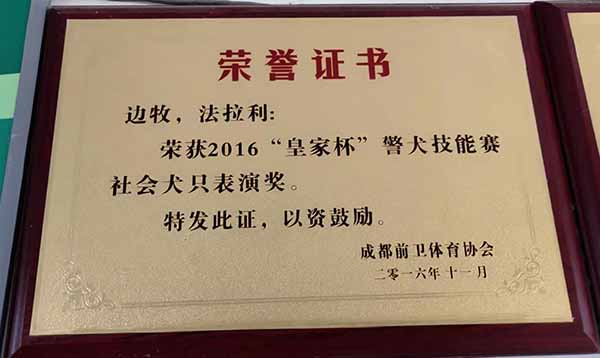 荣誉证书
边牧，法拉利：
荣获2016“皇家杯”警犬技能赛
社会犬只表演奖。
特发此证，以资鼓励。
成都前卫体育协会
二零一六年十一月